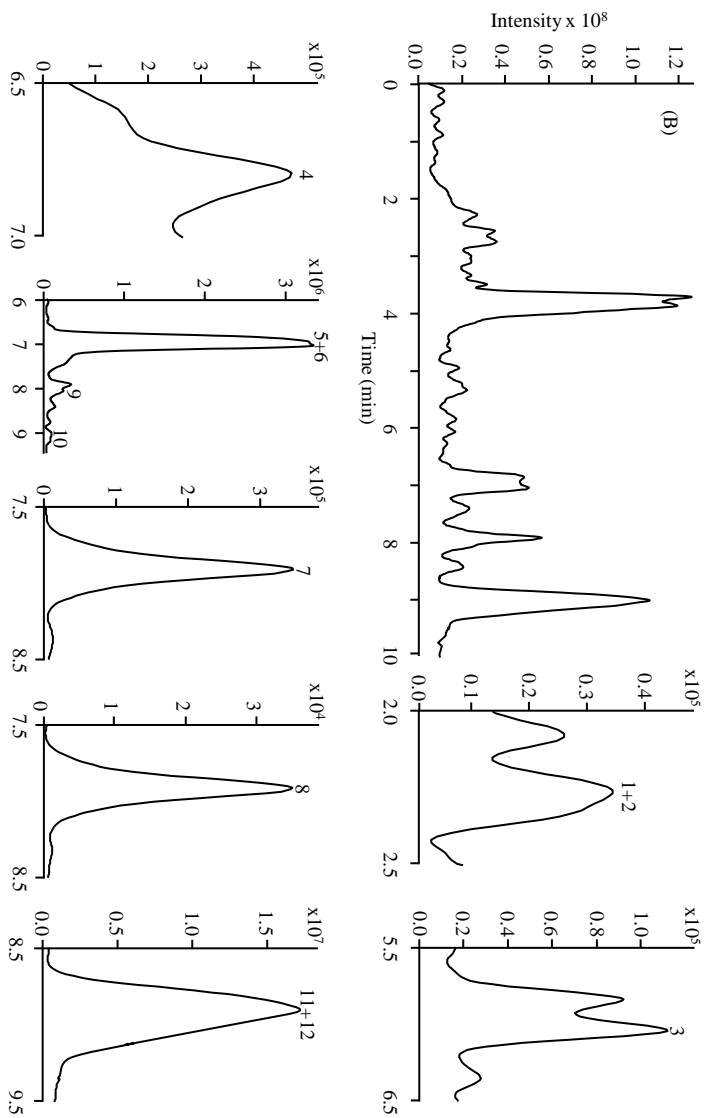 Intensity x 10⁸
0.0 0.2 0.4 0.6 0.8 1.0 1.2
(B)
0 2 4 6 8 10
Time (min)
x10⁵
0.0 0.1 0.2 0.3 0.4
1+2
2.0 2.5
x10⁵
0.0 0.2 0.4 0.6 0.8 1.0
3
5.5 6.5
x10⁵
0 1 2 3 4
4
6.5 7.0
x10⁶
0 1 2 3
5+6
9
10
6 7 8 9
x10⁵
0 1 2 3
7
7.5 8.5
x10⁴
0 1 2 3
8
7.5 8.5
x10⁷
0.0 0.5 1.0 1.5
11+12
8.5 9.5